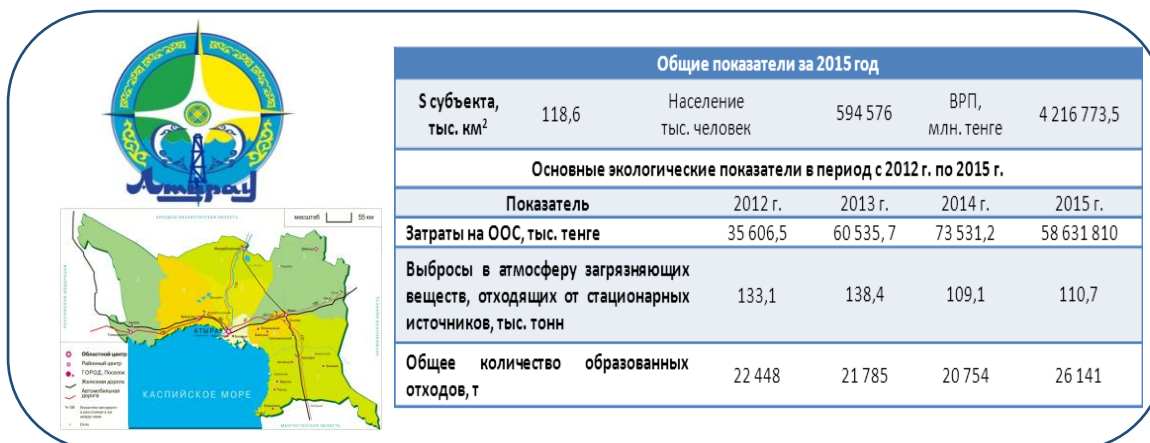 Атырау
масштаб 55 км
АТЫРАУ
Областной центр
Районный центр
ГОРОД, Поселок
Железная дорога
Автомобильная
дорога
КАСПИЙСКОЕ МОРЕ
Общие показатели за 2015 год
S субъекта, тыс. км² 118,6 Население тыс. человек 594 576 ВРП, млн. тенге 4 216 773,5
Основные экологические показатели в период с 2012 г. по 2015 г.
Показатель 2012 г. 2013 г. 2014 г. 2015 г.
Затраты на ООС, тыс. тенге 35 606,5 60 535,7 73 531,2 58 631 810
Выбросы в атмосферу загрязняющих
веществ, отходящих от стационарных 133,1 138,4 109,1 110,7
источников, тыс. тонн
Общее количество образованных
отходов, т 22 448 21 785 20 754 26 141